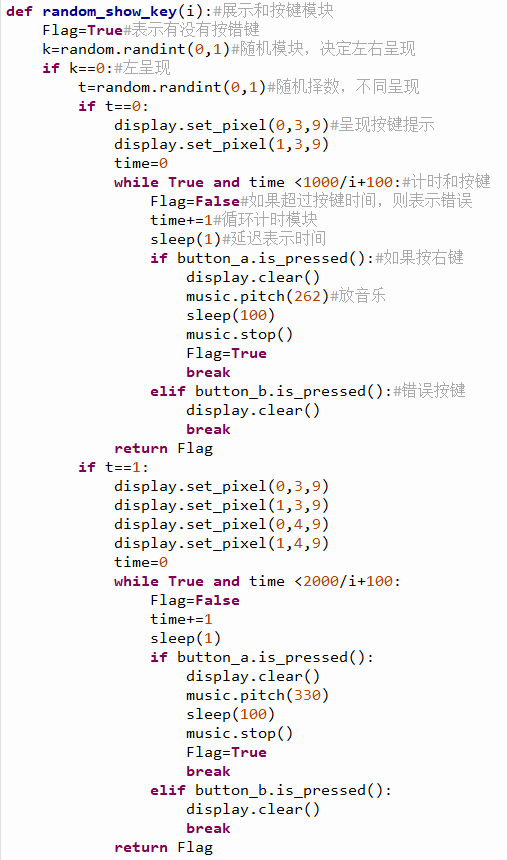 def random_show_key(i):#展示和按键模块
    Flag=True#表示有没有按错键
    k=random.randint(0,1)#随机模块，决定左右呈现
    if k==0:#左呈现
        t=random.randint(0,1)#随机择数，不同呈现
        if t==0:
            display.set_pixel(0,3,9)#呈现按键提示
            display.set_pixel(1,3,9)
            time=0
            while True and time <1000/i+100:#计时和按键
                Flag=False#如果超过按键时间，则表示错误
                time+=1#循环计时模块
                sleep(1)#延迟表示时间
                if button_a.is_pressed():#如果按右键
                    display.clear()
                    music.pitch(262)#放音乐
                    sleep(100)
                    music.stop()
                    Flag=True
                    break
                elif button_b.is_pressed():#错误按键
                    display.clear()
                    break
            return Flag
        if t==1:
            display.set_pixel(0,3,9)
            display.set_pixel(1,3,9)
            display.set_pixel(0,4,9)
            display.set_pixel(1,4,9)
            time=0
            while True and time <2000/i+100:
                Flag=False
                time+=1
                sleep(1)
                if button_a.is_pressed():
                    display.clear()
                    music.pitch(330)
                    sleep(100)
                    music.stop()
                    Flag=True
                    break
                elif button_b.is_pressed():
                    display.clear()
                    break
            return Flag